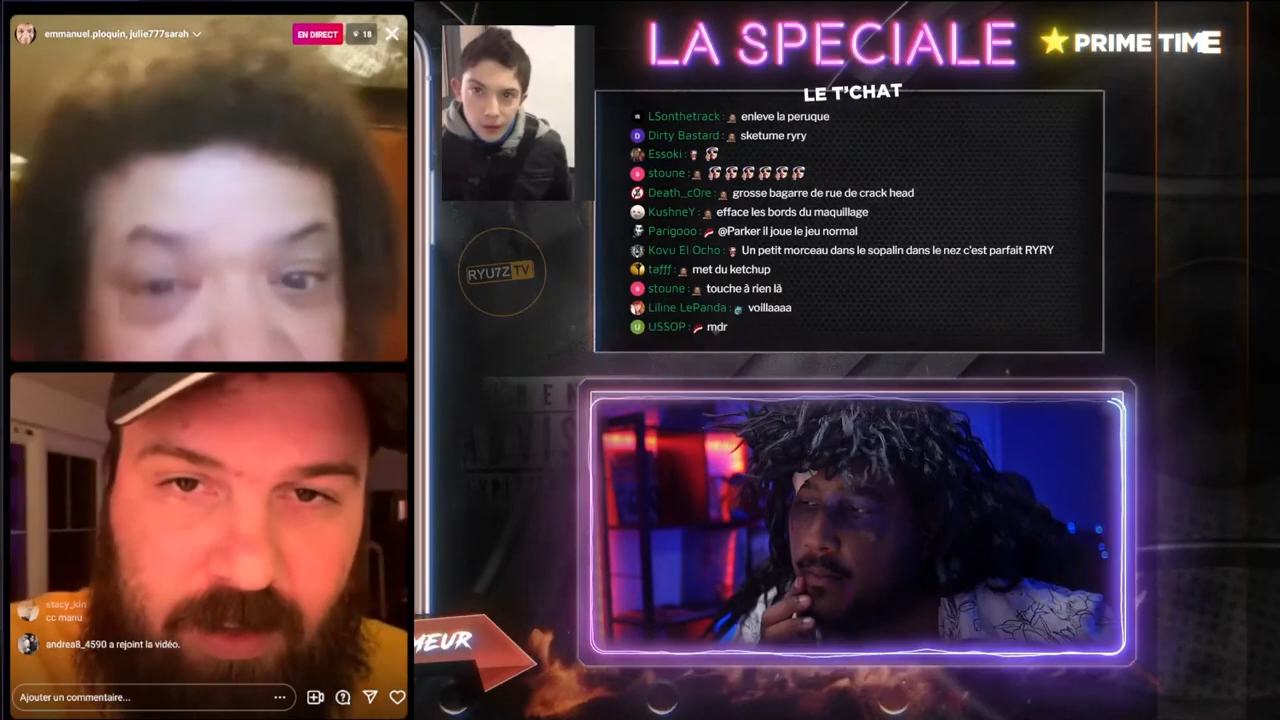 emmanuel.ploquin, julie777sarah
EN DIRECT
18
stacy_kin
cc manu
andrea8_4590 a rejoint la vidéo.
Ajouter un commentaire...
LA SPECIALE
PRIME TIME
LE T'CHAT
LSonthetrack : enleve la peruque
Dirty Bastard : sketume ryry
Essoki :
stoune :
Death_c0re : grosse bagarre de rue de crack head
KushneY : efface les bords du maquillage
Parigooo : @Parker il joue le jeu normal
Kovu El Ocho : Un petit morceau dans le sopalin dans le nez c'est parfait RYRY
tafff : met du ketchup
stoune : touche à rien là
Liline LePanda : voillaaaa
USSOP : mdr
RYU7Z TV
MEUR